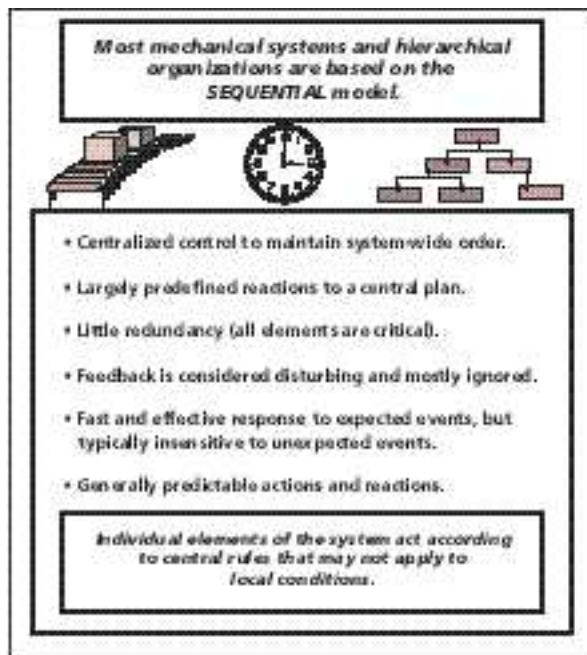 Most mechanical systems and hierarchical
organizations are based on the
SEQUENTIAL model.
• Centralized control to maintain system-wide order.
• Largely predefined reactions to a central plan.
• Little redundancy (all elements are critical).
• Feedback is considered disturbing and mostly ignored.
• Fast and effective response to expected events, but
typically insensitive to unexpected events.
• Generally predictable actions and reactions.
Individual elements of the system act according
to central rules that may not apply to
local conditions.